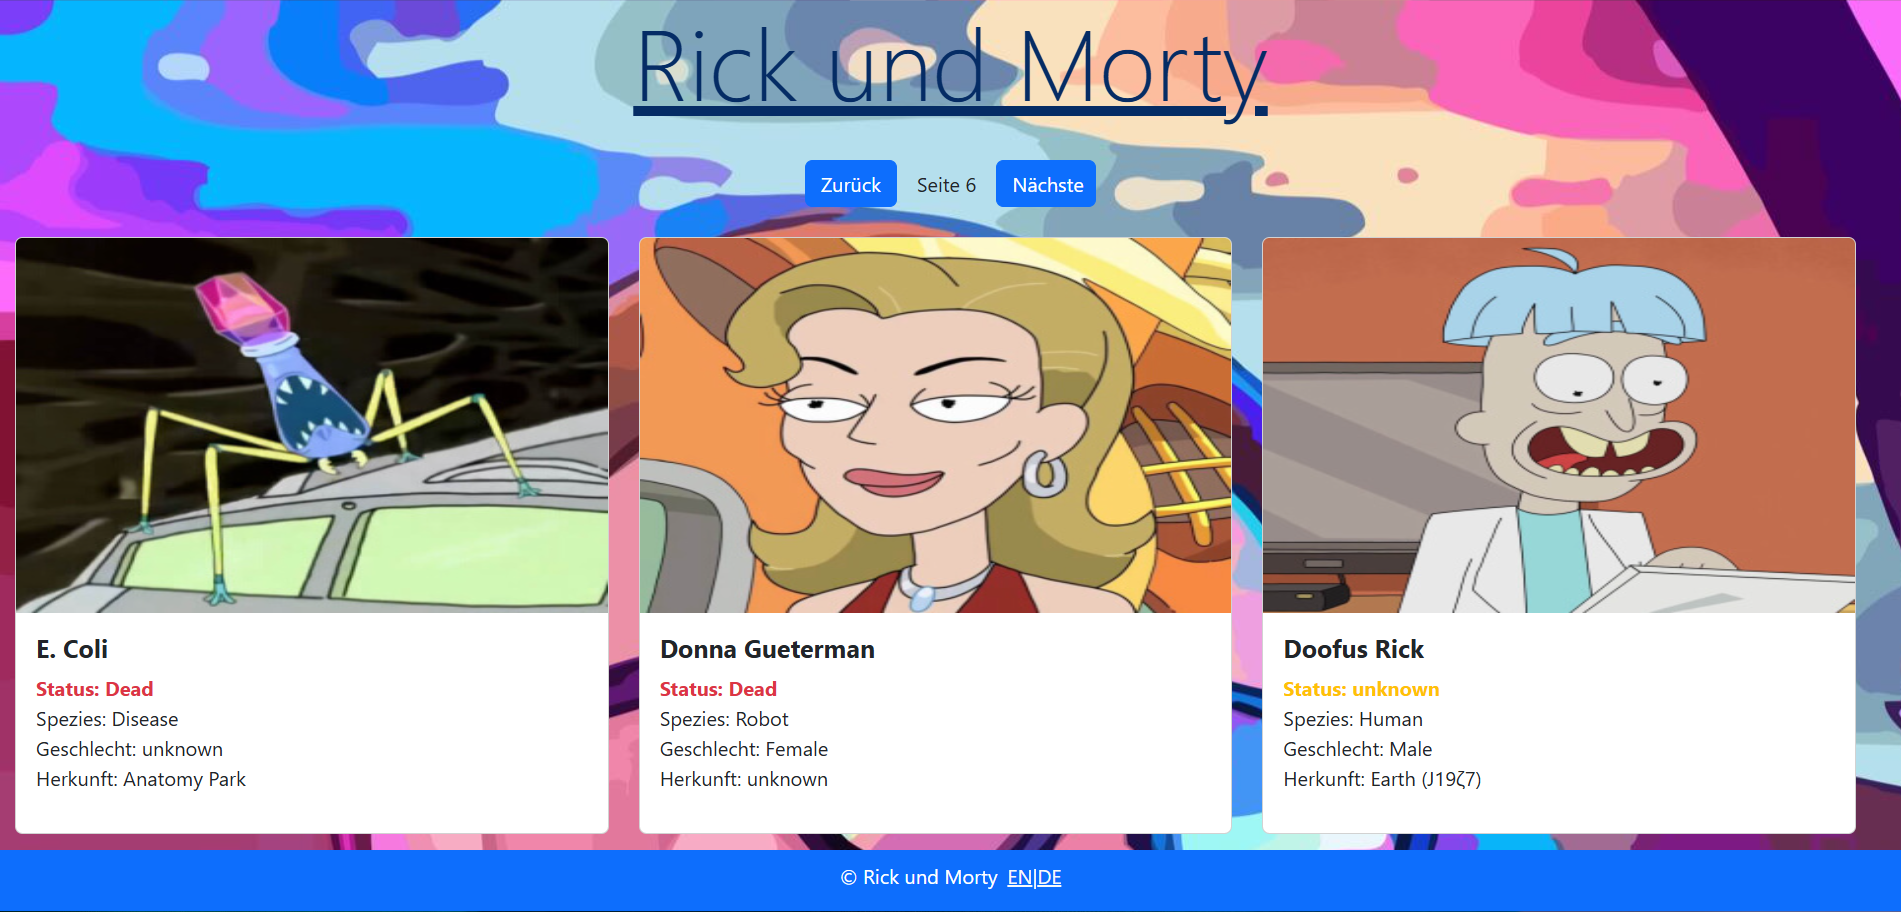 Rick und Morty
Zurück Seite 6 Nächste
E. Coli
Status: Dead
Spezies: Disease
Geschlecht: unknown
Herkunft: Anatomy Park
Donna Gueterman
Status: Dead
Spezies: Robot
Geschlecht: Female
Herkunft: unknown
Doofus Rick
Status: unknown
Spezies: Human
Geschlecht: Male
Herkunft: Earth (J19ζ7)
© Rick und Morty EN|DE